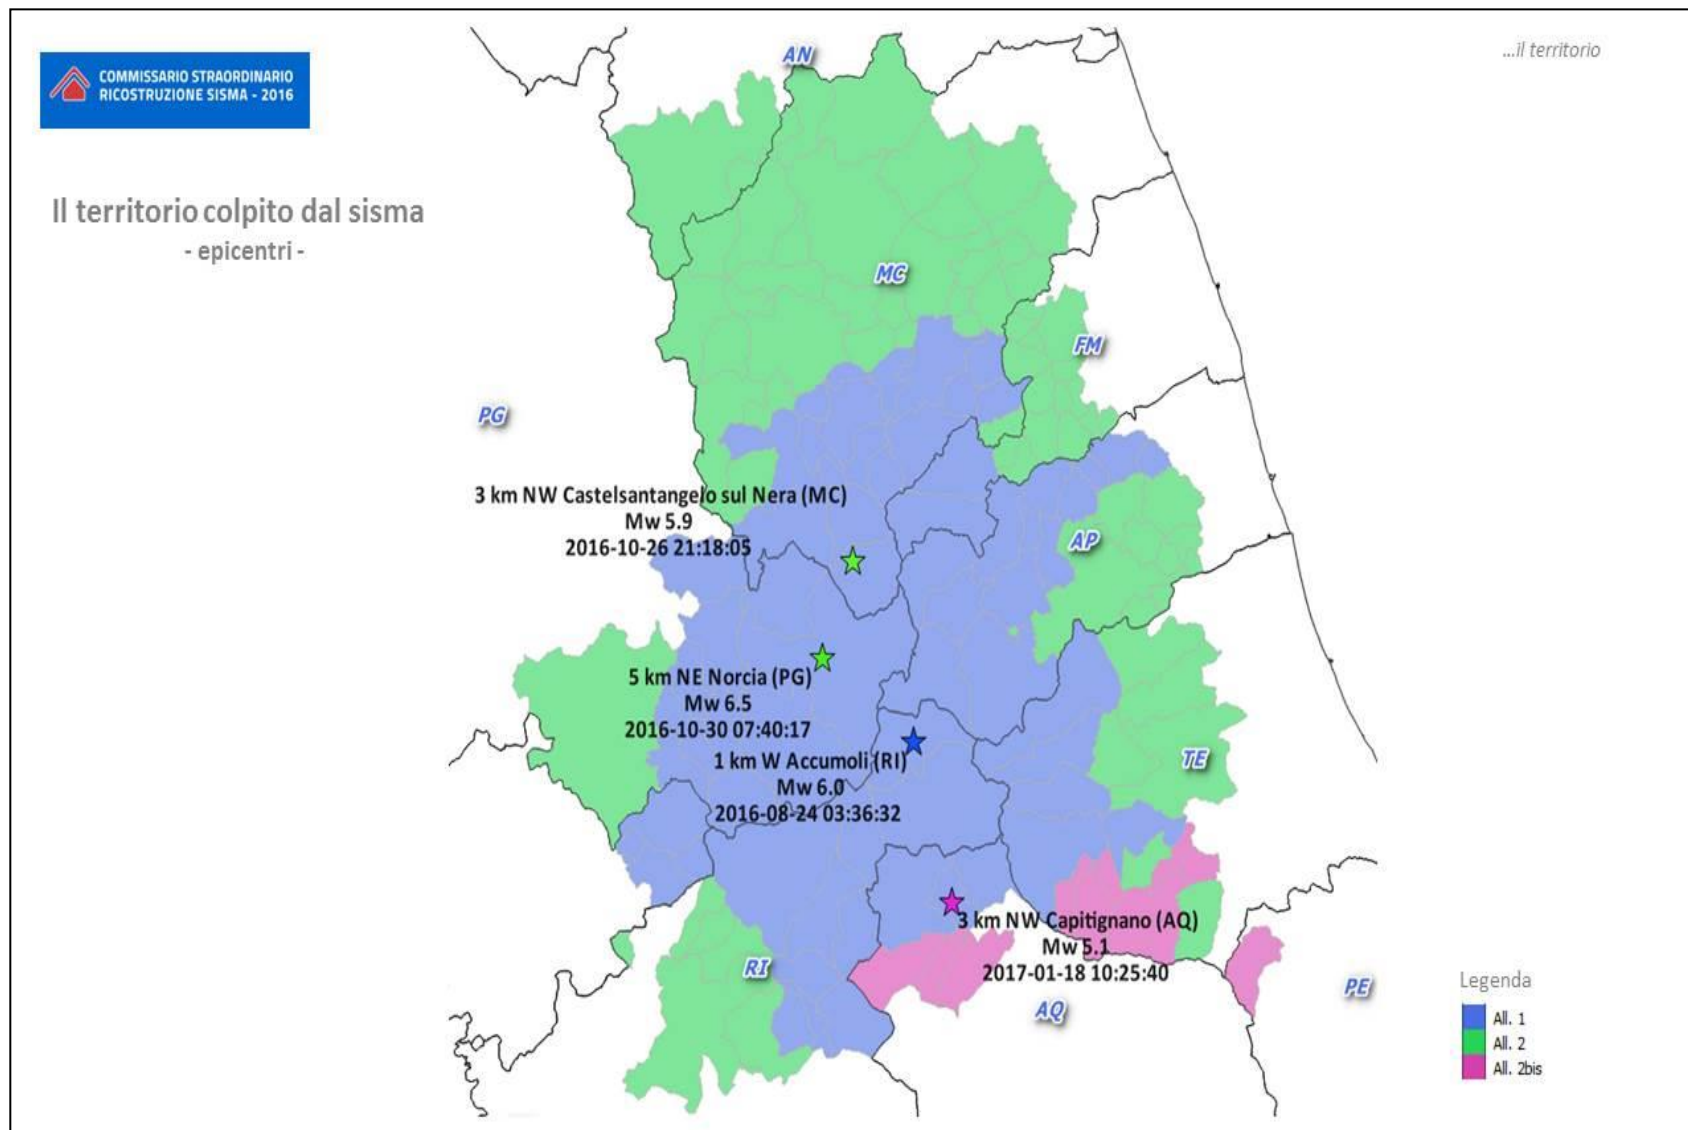 COMMISSARIO STRAORDINARIO
RICOSTRUZIONE SISMA - 2016
...il territorio
Il territorio colpito dal sisma
- epicentri -
AN
MC
FM
PG
3 km NW Castelsantangelo sul Nera (MC)
Mw 5.9
2016-10-26 21:18:05
AP
5 km NE Norcia (PG)
Mw 6.5
2016-10-30 07:40:17
1 km W Accumoli (RI)
Mw 6.0
2016-08-24 03:36:32
TE
3 km NW Capitignano (AQ)
Mw 5.1
2017-01-18 10:25:40
RI
AQ
PE
Legenda
All. 1
All. 2
All. 2bis